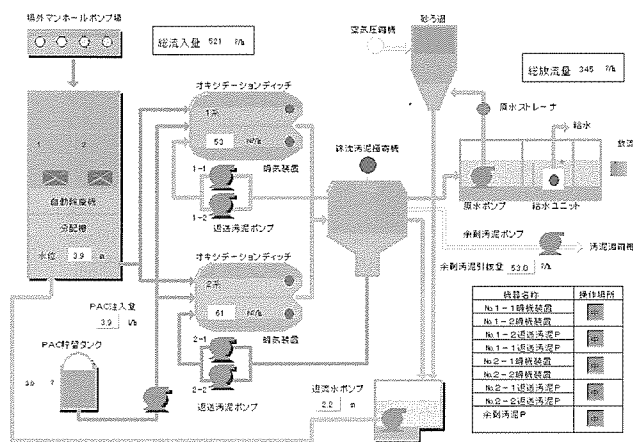 場外マンホールポンプ場
総流入量 521 ㎥/h
空気圧縮機
砂ろ過
総放流量 345 ㎥/h
オキシデーションディッチ
1系
53 ㎥/h
曝気装置
1-1
1-2
返送汚泥ポンプ
終沈汚泥掻寄機
原水ストレーナ
給水
放流
原水ポンプ
給水ユニット
1
2
自動除塵機
分配槽
水位 3.9 m
余剰汚泥ポンプ
汚泥濃縮槽
余剰汚泥引抜量 53.0 ㎥/h
オキシデーションディッチ
2系
61 ㎥/h
曝気装置
2-1
2-2
返送汚泥ポンプ
PAC注入量
3.9 ℓ/h
PAC貯留タンク
返流水ポンプ
2.2 m
機器名称 操作場所
No.1-1曝気装置
No.1-2曝気装置
No.1-2返送汚泥P
No.2-1曝気装置
No.2-2曝気装置
No.2-1返送汚泥P
No.2-2返送汚泥P
余剰汚泥P